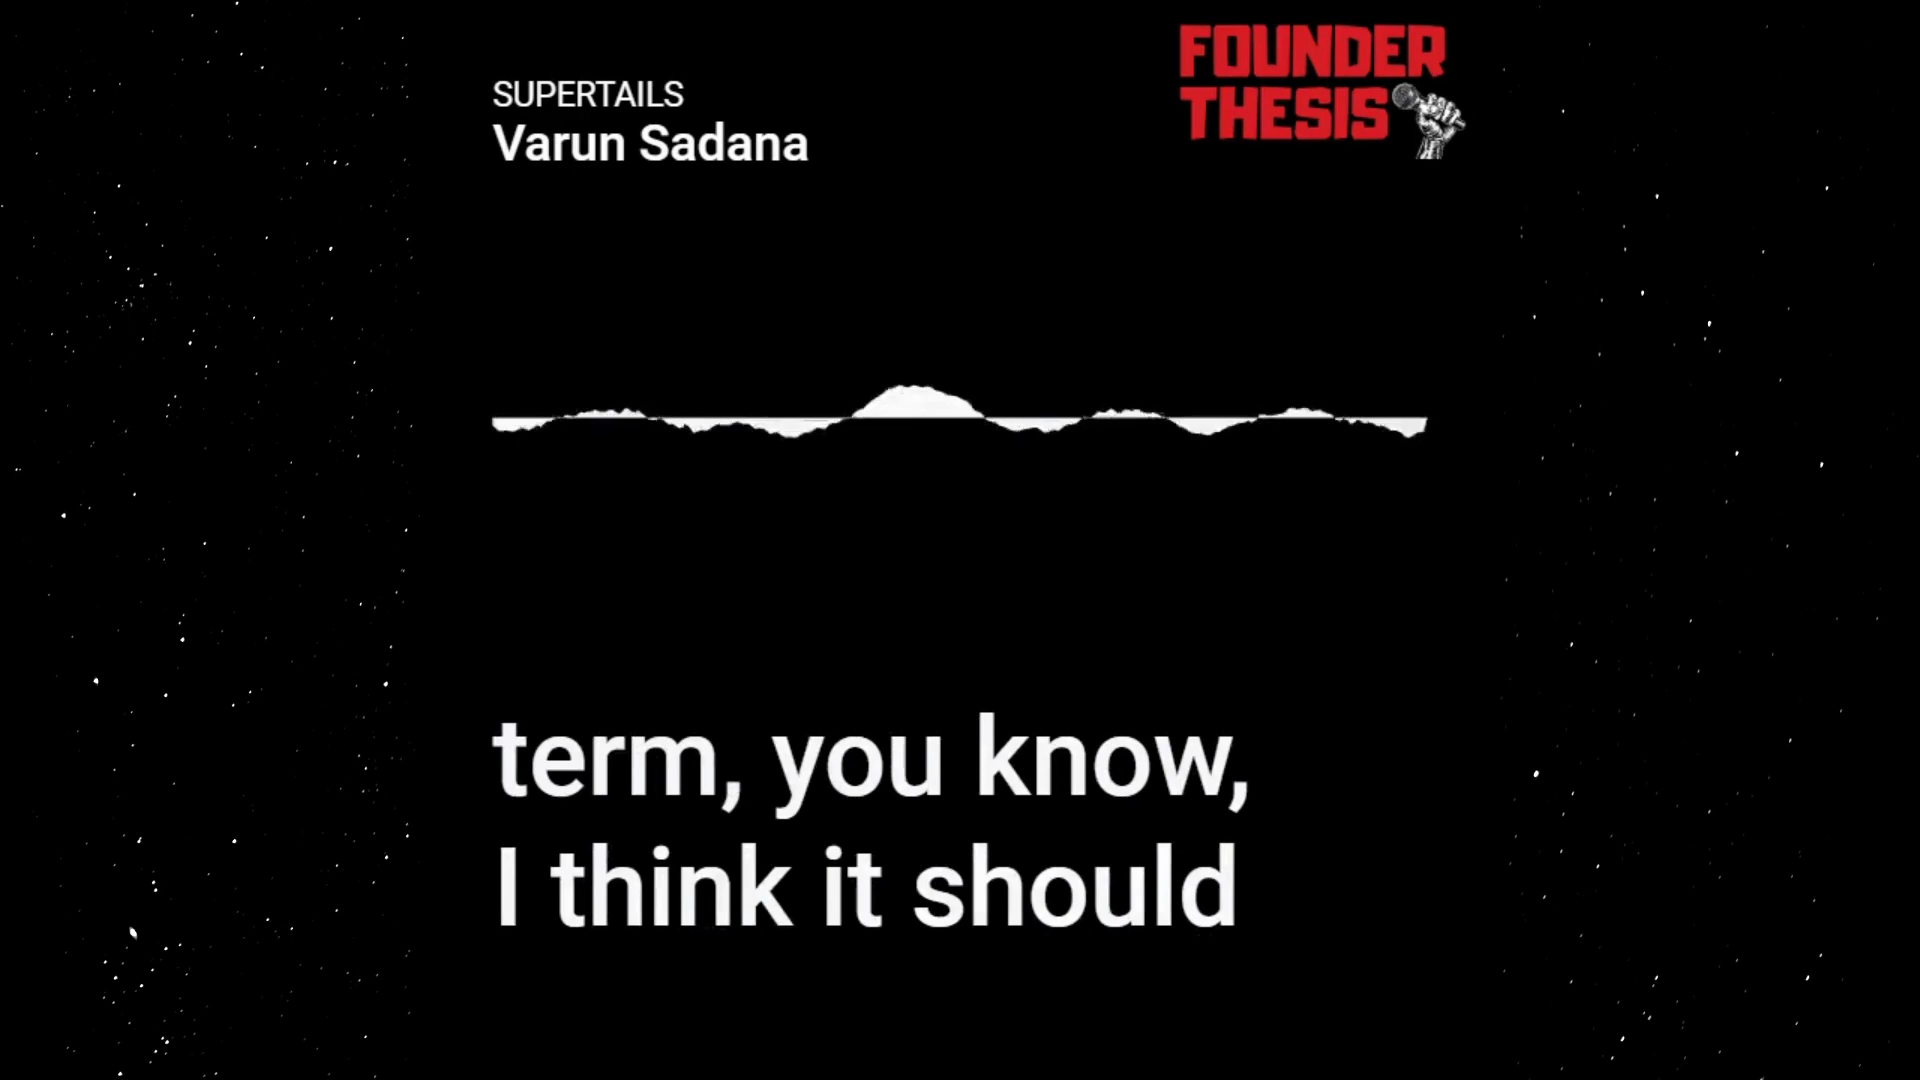 SUPERTAILS
Varun Sadana
FOUNDER
THESIS
term, you know,
I think it should